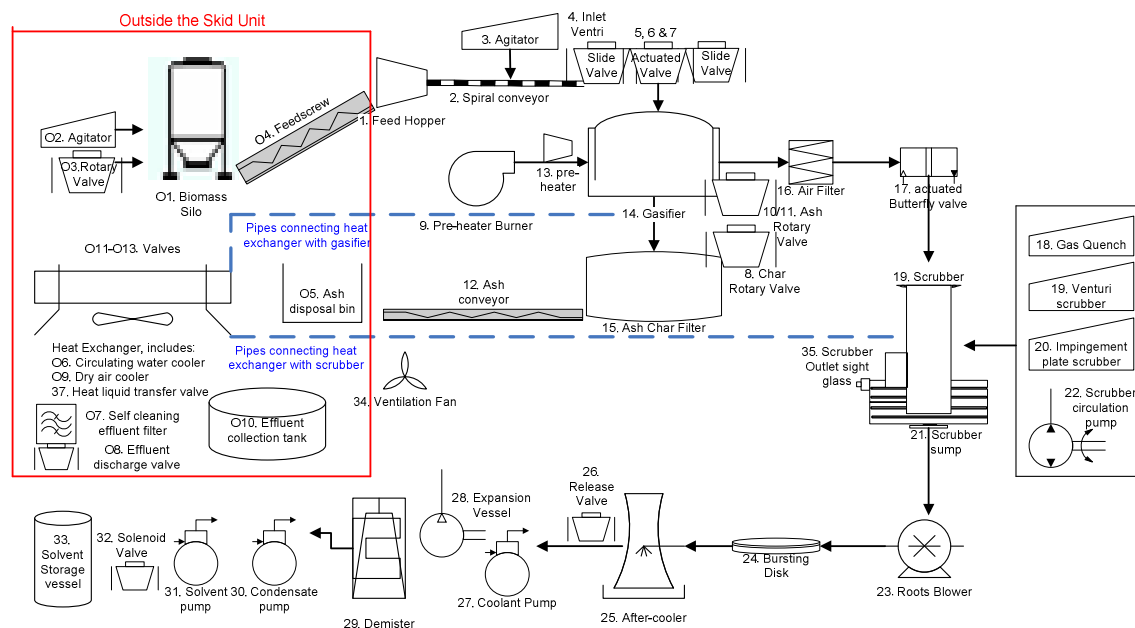 Outside the Skid Unit
4. Inlet
Ventri
3. Agitator
5, 6 & 7
Slide
Valve
Actuated
Valve
Slide
Valve
2. Spiral conveyor
O4. Feedscrew
1. Feed Hopper
O2. Agitator
O3.Rotary
Valve
O1. Biomass
Silo
13. pre-
heater
9. Pre-heater Burner
14. Gasifier
16. Air Filter
17. actuated
Butterfly valve
10/11. Ash
Rotary
Valve
8. Char
Rotary Valve
Pipes connecting heat
exchanger with gasifier
O11-O13. Valves
O5. Ash
disposal bin
12. Ash
conveyor
15. Ash Char Filter
18. Gas Quench
19. Scrubber
19. Venturi
scrubber
20. Impingement
plate scrubber
Pipes connecting heat
exchanger with scrubber
Heat Exchanger, includes:
O6. Circulating water cooler
O9. Dry air cooler
37. Heat liquid transfer valve
35. Scrubber
Outlet sight
glass
34. Ventilation Fan
22. Scrubber
circulation
pump
O7. Self cleaning
effluent filter
O8. Effluent
discharge valve
O10. Effluent
collection tank
21. Scrubber
sump
26.
Release
Valve
28. Expansion
Vessel
33.
Solvent
Storage
vessel
32. Solenoid
Valve
31. Solvent
pump
30. Condensate
pump
29. Demister
27. Coolant Pump
25. After-cooler
24. Bursting
Disk
23. Roots Blower